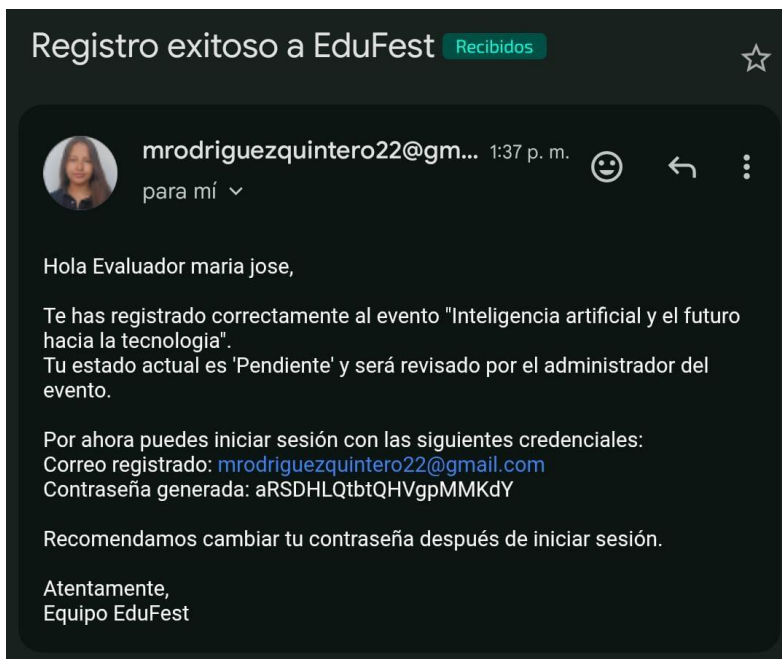 Registro exitoso a EduFest Recibidos
mrodriguezquintero22@gm... 1:37 p. m.
para mí
Hola Evaluador maria jose,
Te has registrado correctamente al evento "Inteligencia artificial y el futuro
hacia la tecnologia".
Tu estado actual es 'Pendiente' y será revisado por el administrador del
evento.
Por ahora puedes iniciar sesión con las siguientes credenciales:
Correo registrado: mrodriguezquintero22@gmail.com
Contraseña generada: aRSDHLQtbtQHVgpMMKdY
Recomendamos cambiar tu contraseña después de iniciar sesión.
Atentamente,
Equipo EduFest